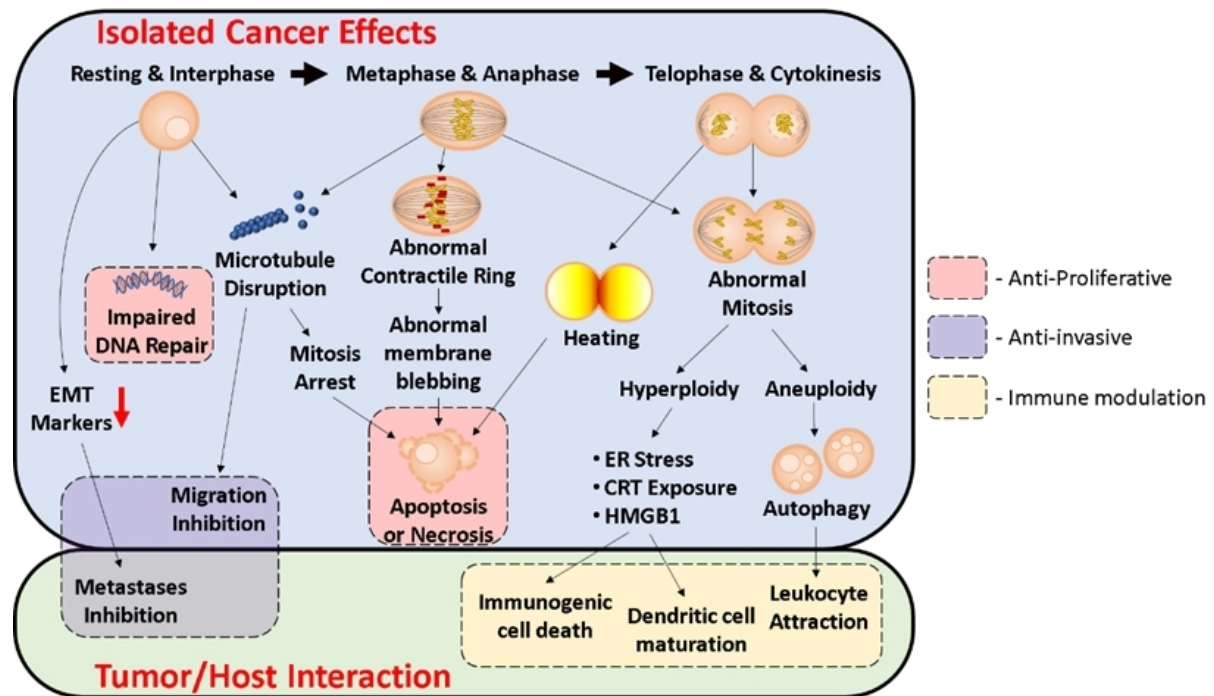 Isolated Cancer Effects
Resting & Interphase
Metaphase & Anaphase
Telophase & Cytokinesis
Microtubule
Disruption
Abnormal
Contractile Ring
Abnormal
Mitosis
Impaired
DNA Repair
Heating
Mitosis
Arrest
Abnormal
membrane
blebbing
EMT
Markers
Hyperploidy
Aneuploidy
• ER Stress
• CRT Exposure
• HMGB1
Autophagy
Migration
Inhibition
Apoptosis
or Necrosis
Metastases
Inhibition
Immunogenic
cell death
Dendritic cell
maturation
Leukocyte
Attraction
Tumor/Host Interaction
- Anti-Proliferative
- Anti-invasive
- Immune modulation